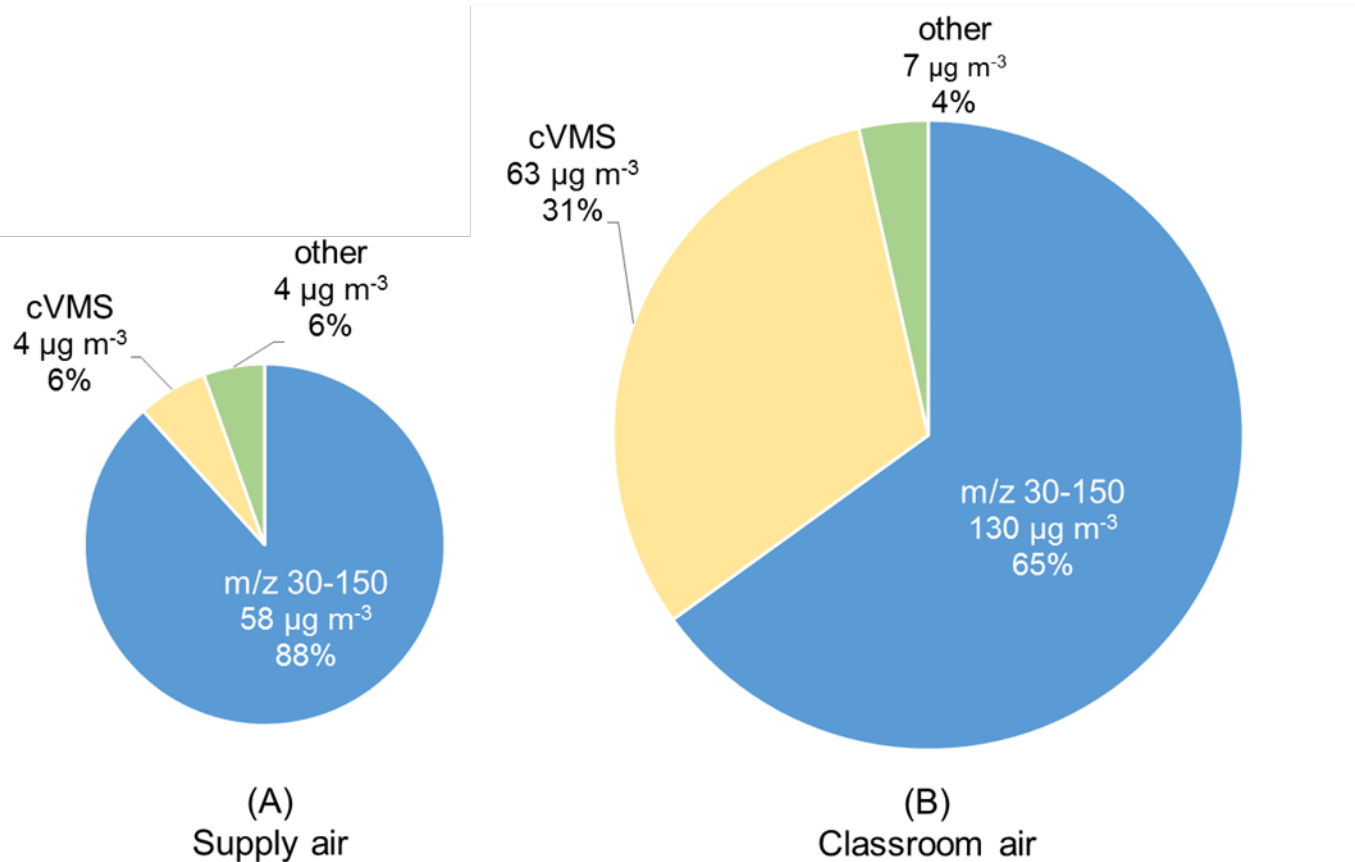 cVMS
4 µg m⁻³
6%
other
4 µg m⁻³
6%
m/z 30-150
58 µg m⁻³
88%
(A)
Supply air
other
7 µg m⁻³
4%
cVMS
63 µg m⁻³
31%
m/z 30-150
130 µg m⁻³
65%
(B)
Classroom air